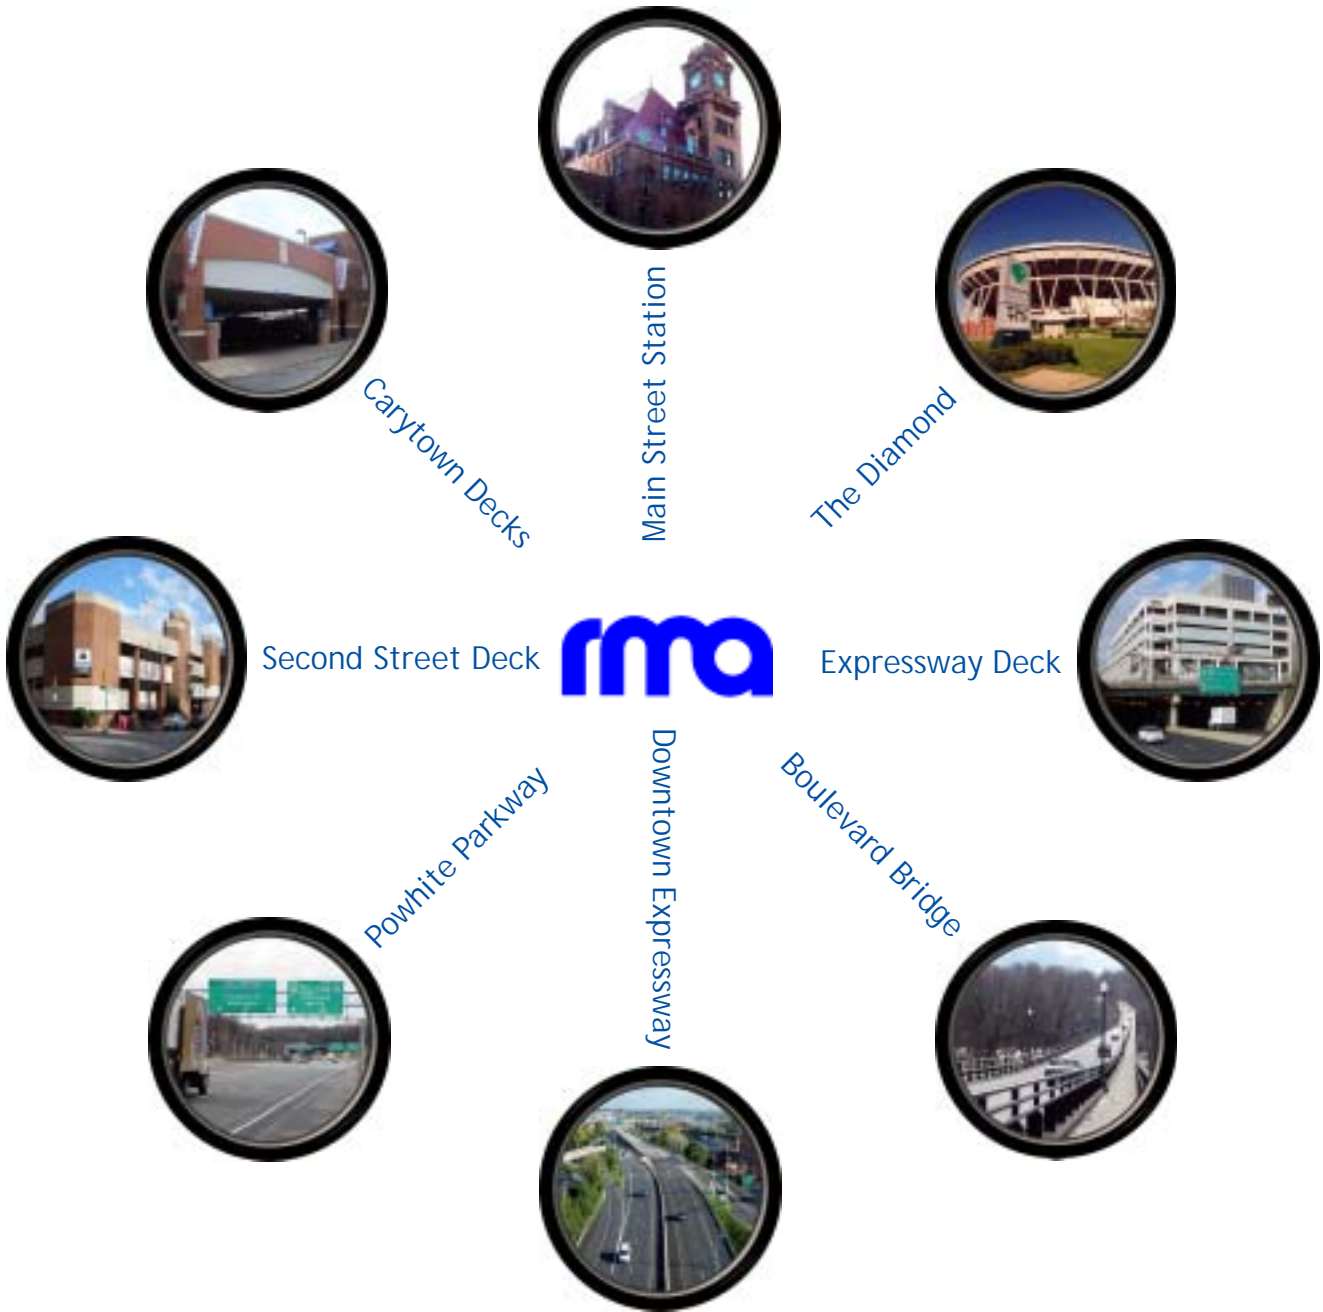 Main Street Station
Carytown Decks
The Diamond
Second Street Deck
rma
Expressway Deck
Powhite Parkway
Downtown Expressway
Boulevard Bridge